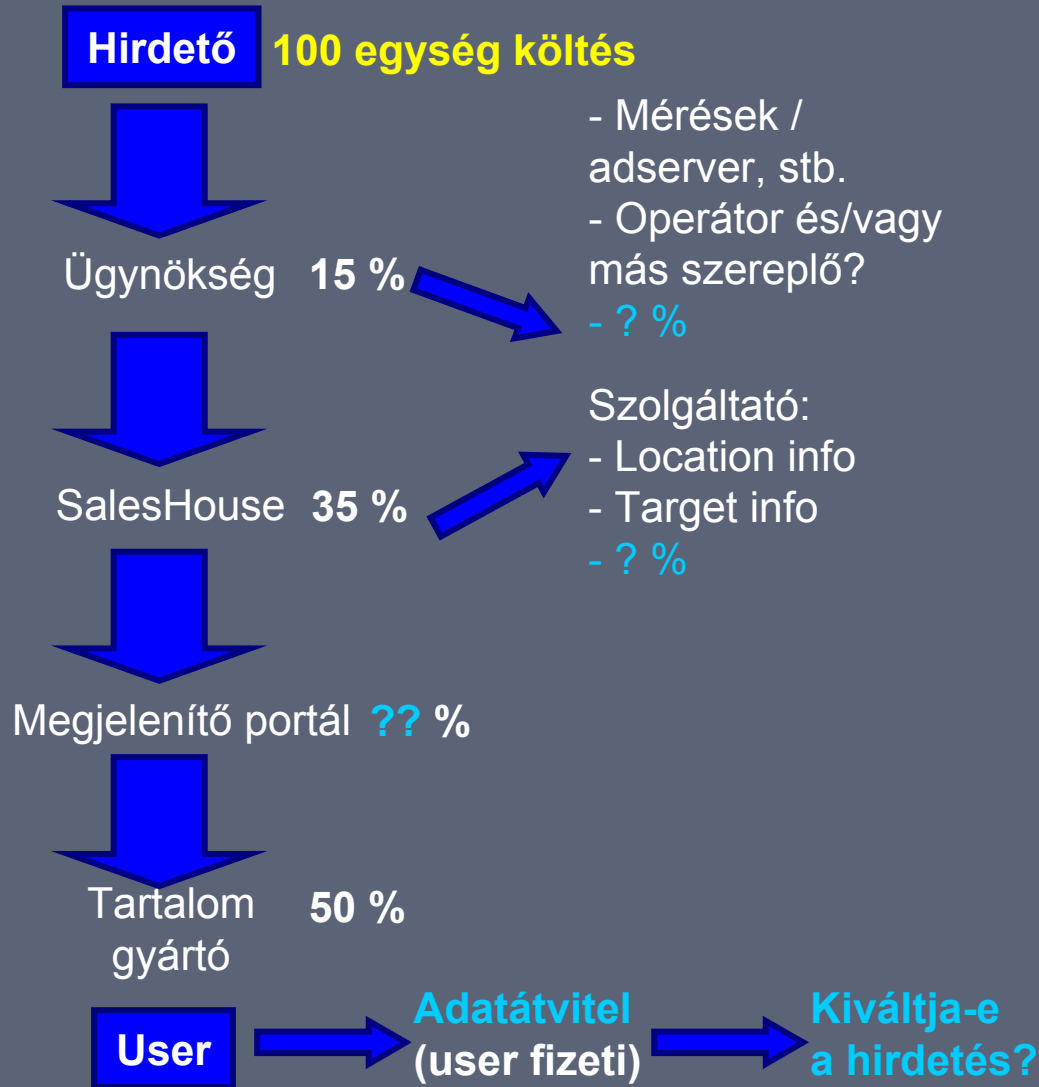 Hirdető 100 egység költés
- Mérések /
adserver, stb.
- Operátor és/vagy
más szereplő?
- ? %
Ügynökség 15 %
Szolgáltató:
- Location info
- Target info
- ? %
SalesHouse 35 %
Megjelenítő portál ?? %
Tartalom
gyártó
50 %
User
Adatátvitel
(user fizeti)
Kiváltja-e
a hirdetés?